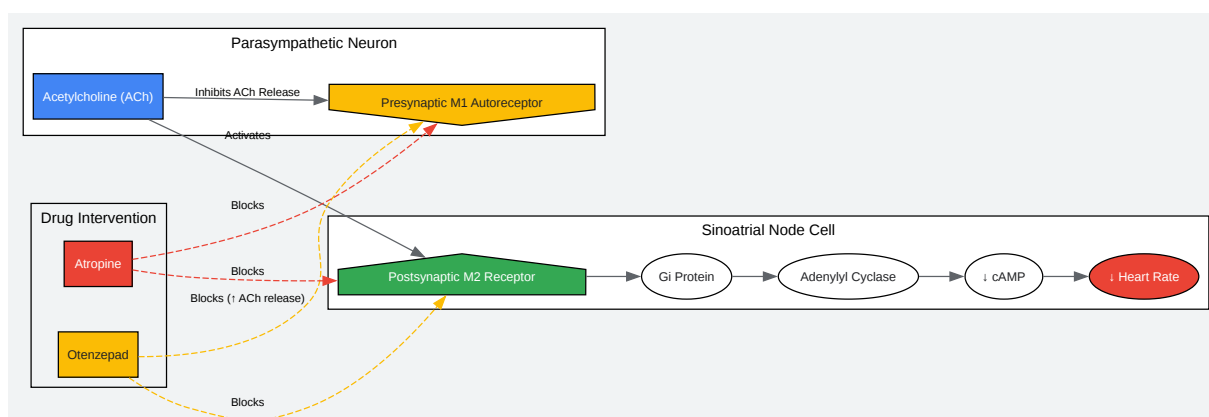 Parasympathetic Neuron
Acetylcholine (ACh)
Inhibits ACh Release
Presynaptic M1 Autoreceptor
Activates
Drug Intervention
Blocks
Atropine
Blocks
Blocks (↑ ACh release)
Otenzepad
Blocks
Sinoatrial Node Cell
Postsynaptic M2 Receptor
Gi Protein
Adenylyl Cyclase
↓ cAMP
↓ Heart Rate